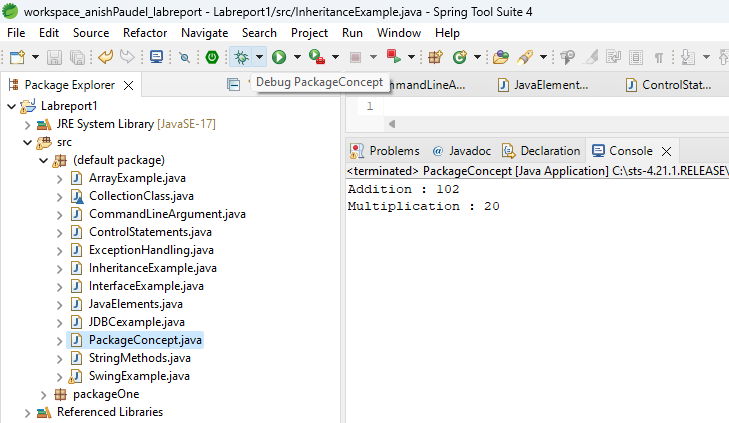 workspace_anishPaudel_labreport - Labreport1/src/InheritanceExample.java - Spring Tool Suite 4
File Edit Source Refactor Navigate Search Project Run Window Help
Package Explorer
Debug PackageConcept
mmandLineA...
JavaElement...
ControlStat...
1
Labreport1
JRE System Library [JavaSE-17]
src
(default package)
ArrayExample.java
CollectionClass.java
CommandLineArgument.java
ControlStatements.java
ExceptionHandling.java
InheritanceExample.java
InterfaceExample.java
JavaElements.java
JDBCexample.java
PackageConcept.java
StringMethods.java
SwingExample.java
packageOne
Referenced Libraries
Problems @ Javadoc Declaration Console
<terminated> PackageConcept [Java Application] C:\sts-4.21.1.RELEASE\
Addition : 102
Multiplication : 20